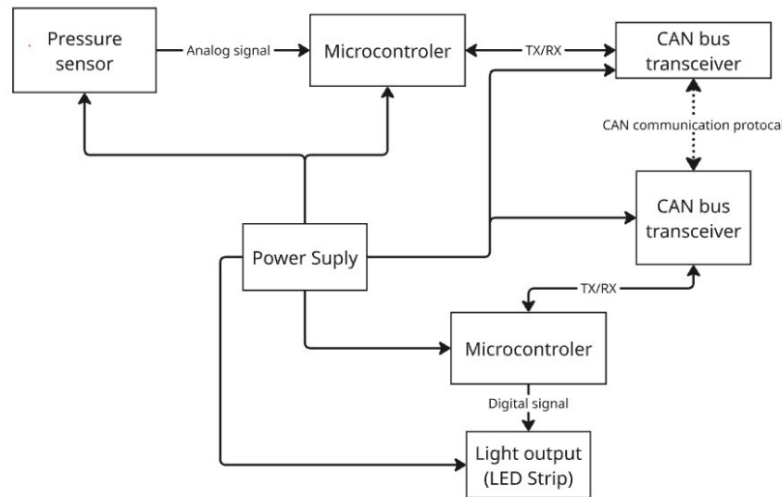 Pressure
sensor
Analog signal
Microcontroler
TX/RX
CAN bus
transceiver
CAN communication protocal
CAN bus
transceiver
Power Suply
TX/RX
Microcontroler
Digital signal
Light output
(LED Strip)